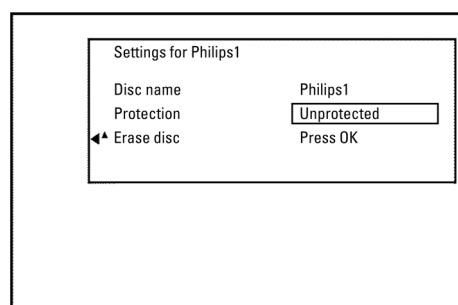 Settings for Philips1
Disc name Philips1
Protection Unprotected
Erase disc Press OK